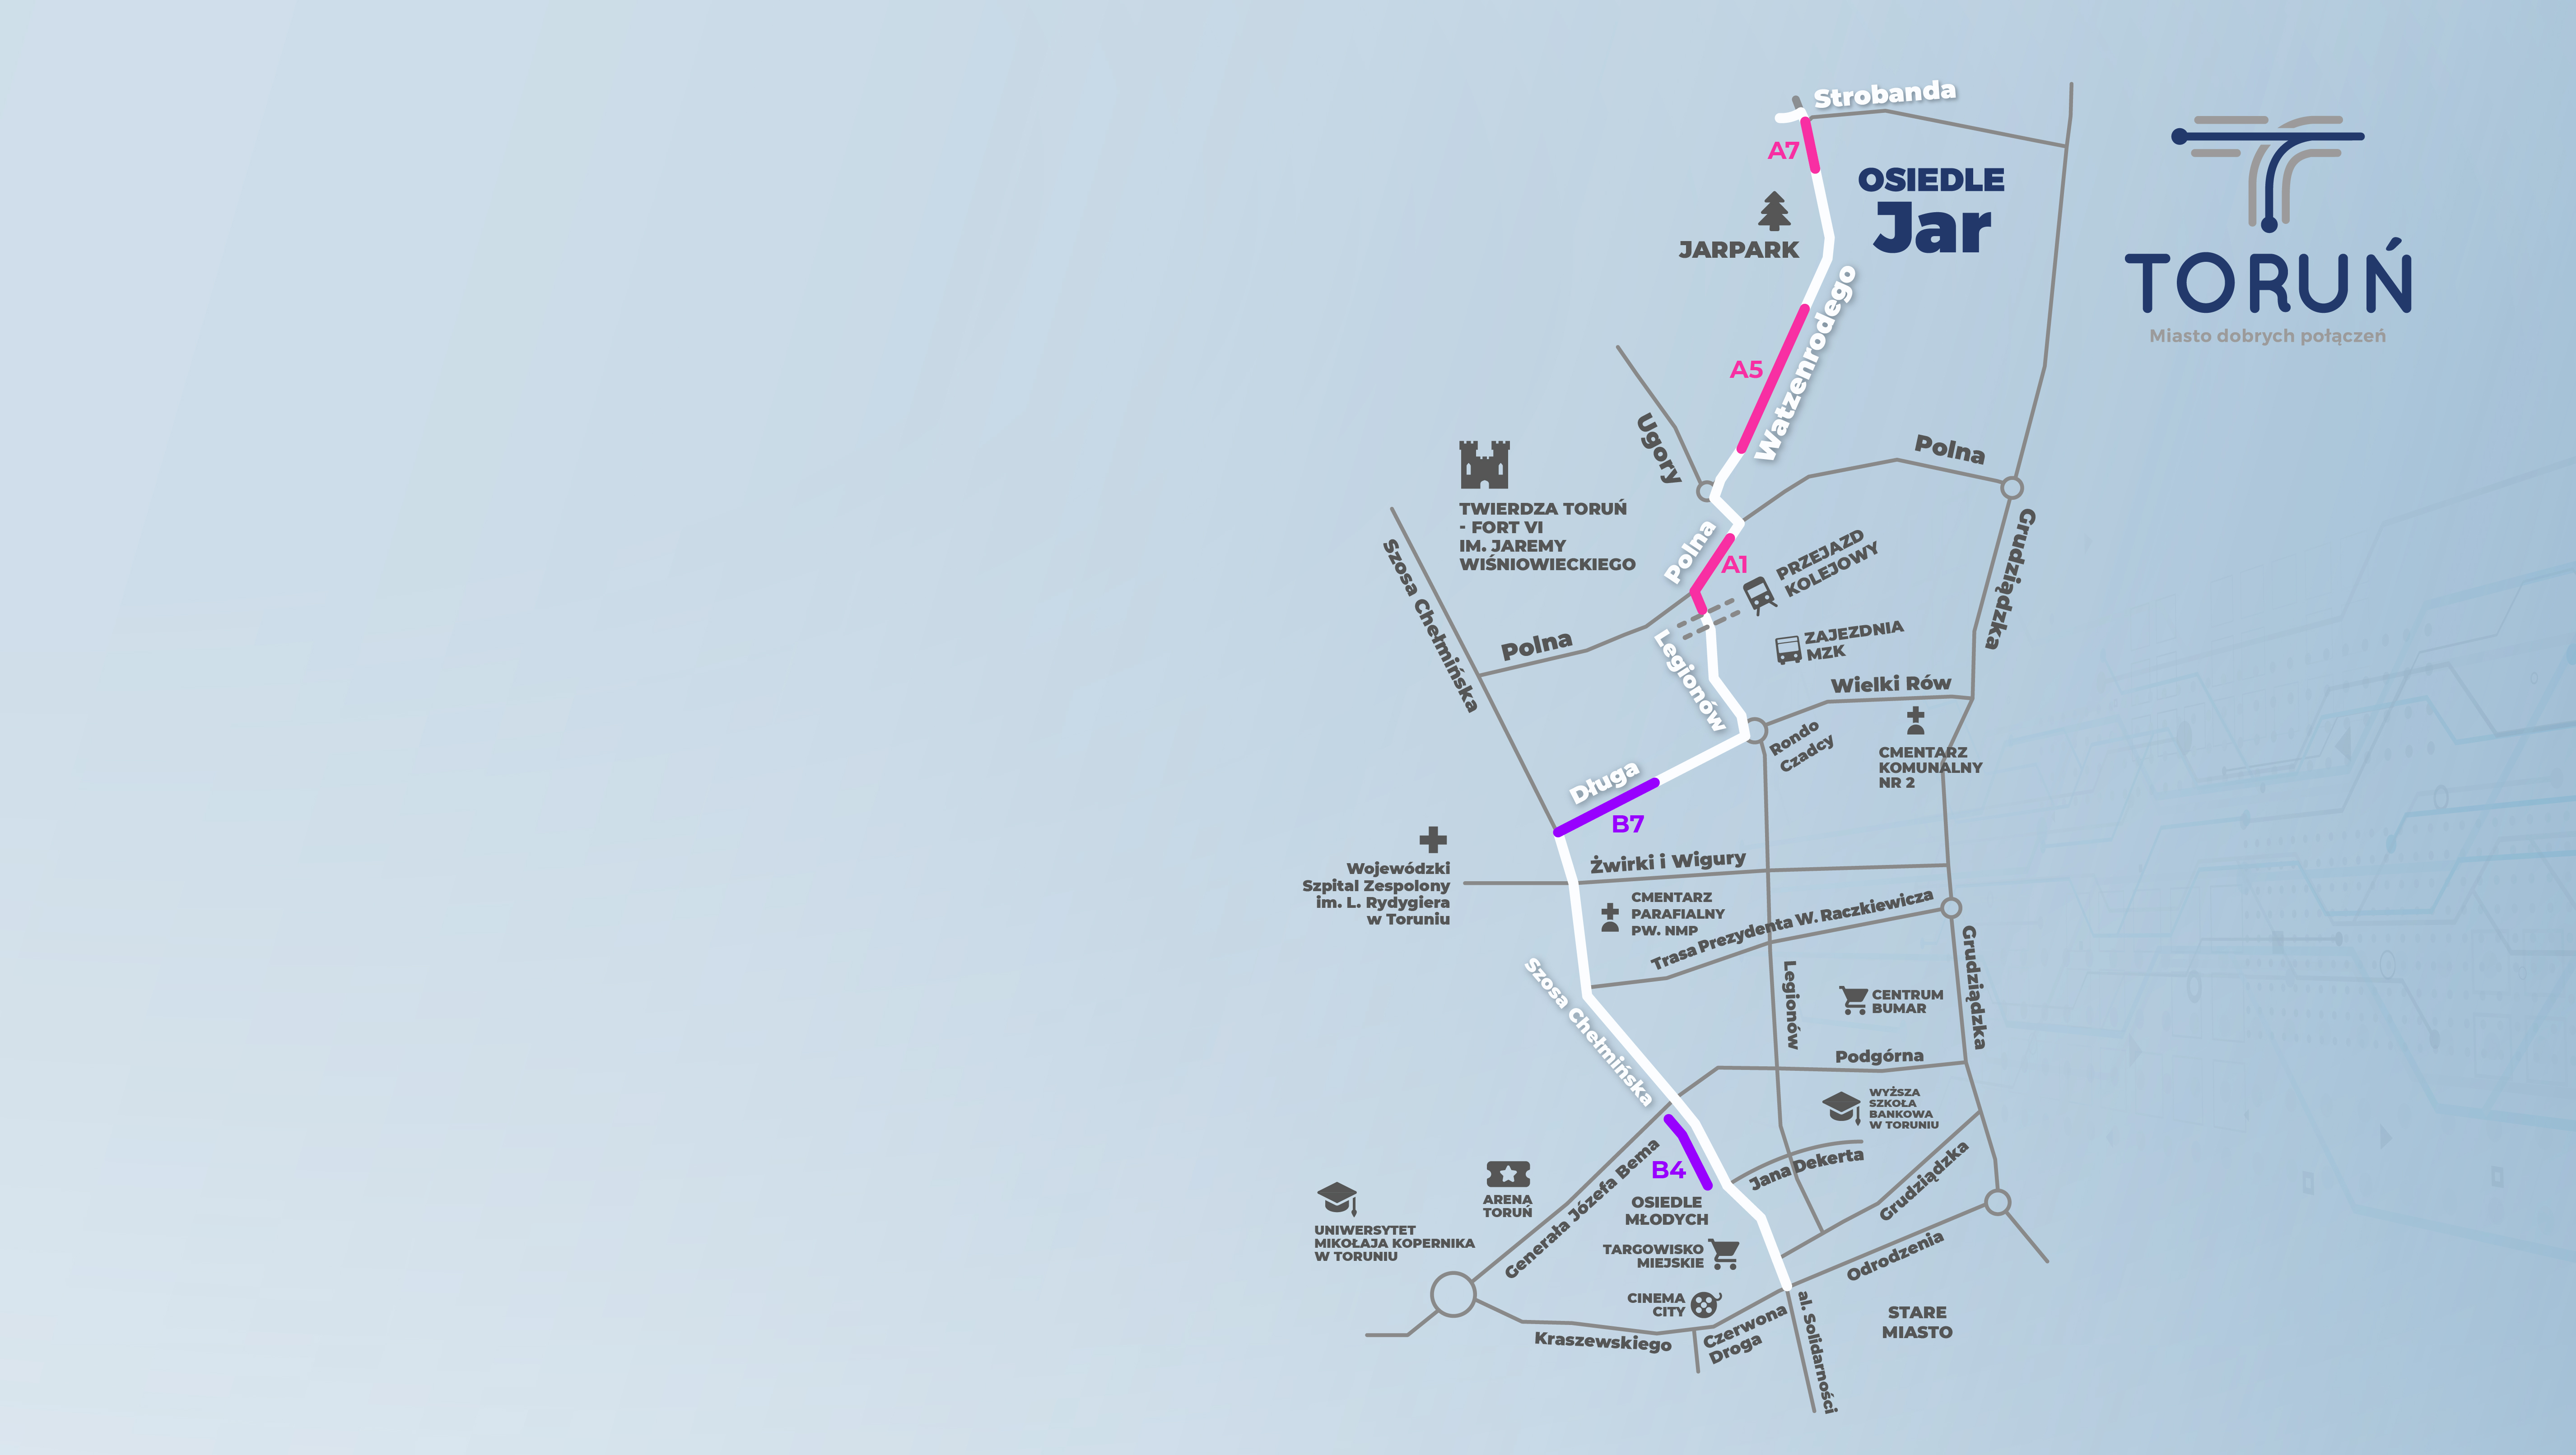 Strobanda
A7
OSIEDLE
Jar
JARPARK
TORUŃ
Miasto dobrych połączeń
Watzenrodego
A5
Ugory
Polna
TWIERDZA TORUŃ
- FORT VI
IM. JAREMY
WIŚNIOWIECKIEGO
Polna
A1
PRZEJAZD
KOLEJOWY
Grudziądzka
Szosa Chełmińska
Polna
Legionów
ZAJEZDNIA
MZK
Wielki Rów
Rondo
Czadcy
CMENTARZ
KOMUNALNY
NR 2
Długa
B7
Wojewódzki
Szpital Zespolony
im. L. Rydygiera
w Toruniu
Żwirki i Wigury
CMENTARZ
PARAFIALNY
PW. NMP
Trasa Prezydenta W. Raczkiewicza
Szosa Chełmińska
Legionów
Grudziądzka
CENTRUM
BUMAR
Podgórna
WYŻSZA
SZKOŁA
BANKOWA
W TORUNIU
Generała Józefa Bema
B4
Jana Dekerta
Grudziądzka
ARENA
TORUŃ
OSIEDLE
MŁODYCH
UNIWERSYTET
MIKOŁAJA KOPERNIKA
W TORUNIU
TARGOWISKO
MIEJSKIE
Odrodzenia
CINEMA
CITY
Kraszewskiego
Czerwona
Droga
al. Solidarności
STARE
MIASTO